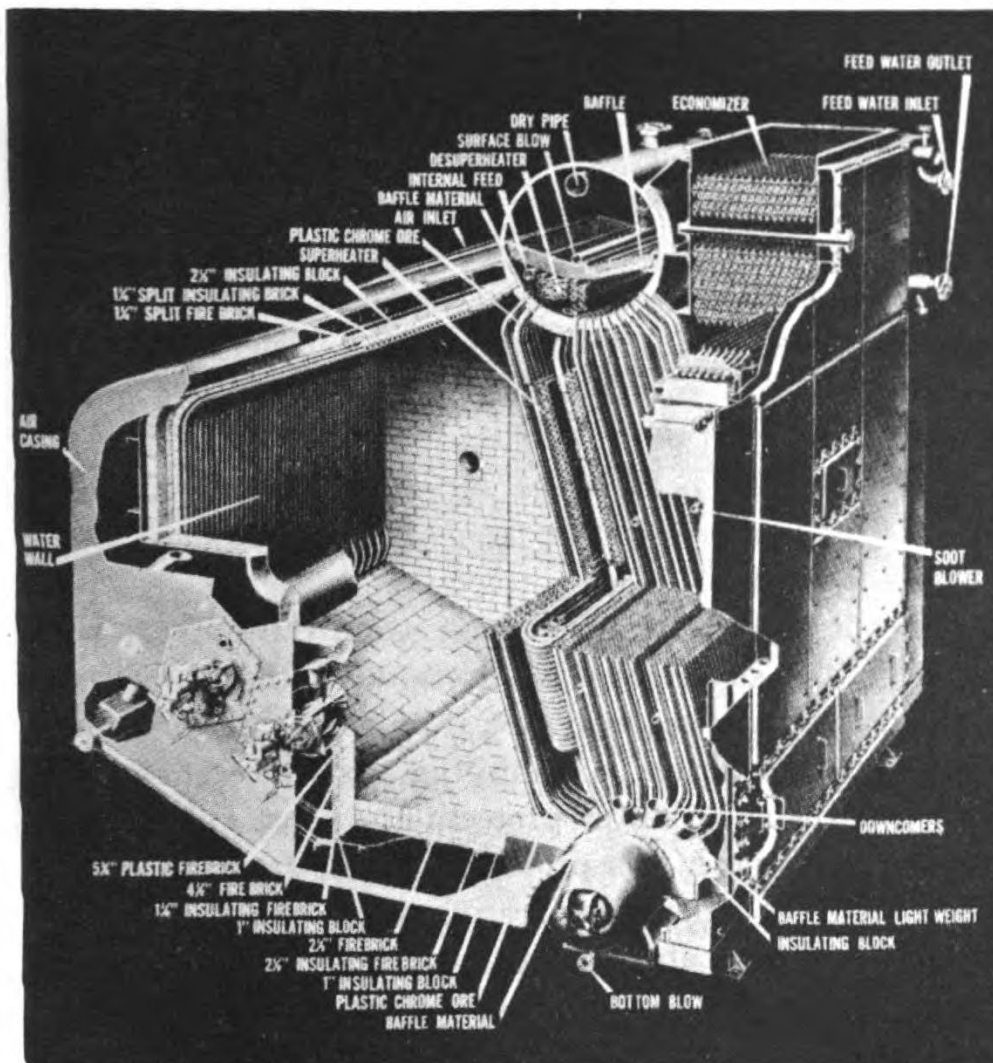 FEED WATER OUTLET
BAFFLE
ECONOMIZER
FEED WATER INLET
DRY PIPE
SURFACE BLOW
DESUPERHEATER
INTERNAL FEED
BAFFLE MATERIAL
AIR INLET
PLASTIC CHROME ORE
SUPERHEATER
2½" INSULATING BLOCK
1¼" SPLIT INSULATING BRICK
1¼" SPLIT FIRE BRICK
AIR
CASING
WATER
WALL
SOOT
BLOWER
DOWNCOMERS
PLASTIC FIREBRICK
4½" FIRE BRICK
1¼" INSULATING FIREBRICK
1" INSULATING BLOCK
2½" FIREBRICK
2½" INSULATING FIREBRICK
1" INSULATING BLOCK
PLASTIC CHROME ORE
BAFFLE MATERIAL
BAFFLE MATERIAL LIGHT WEIGHT
INSULATING BLOCK
BOTTOM BLOW